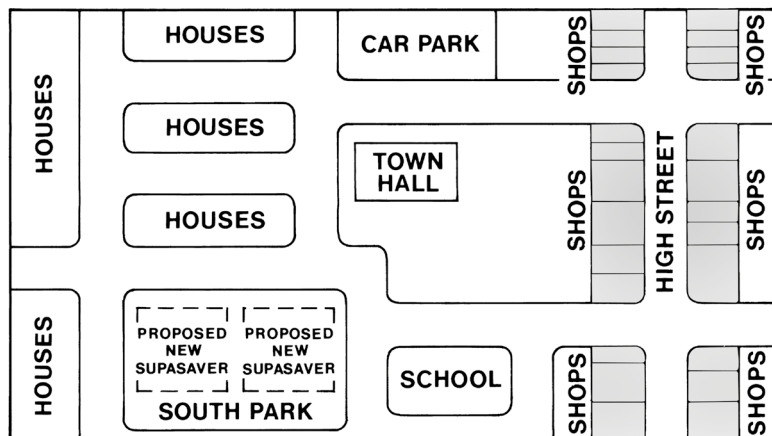 HOUSES
CAR PARK
SHOPS
SHOPS
HOUSES
HOUSES
TOWN
HALL
SHOPS
HIGH STREET
SHOPS
HOUSES
HOUSES
PROPOSED
NEW
SUPASAVER
PROPOSED
NEW
SUPASAVER
SOUTH PARK
SCHOOL
SHOPS
SHOPS